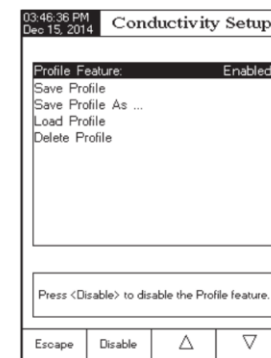 03:46:36 PM
Dec 15, 2014
Conductivity Setup
Profile Feature: Enabled
Save Profile
Save Profile As ...
Load Profile
Delete Profile
Press <Disable> to disable the Profile feature.
Escape Disable △ ▽